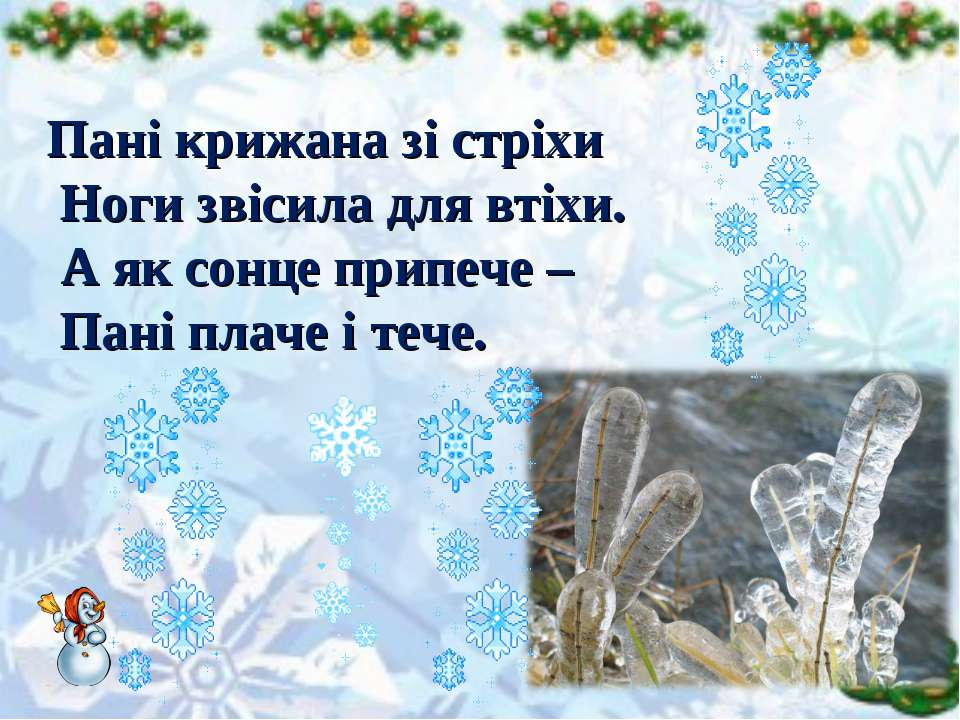 Пані крижана зі стріхи
Ноги звісила для втіхи.
А як сонце припече –
Пані плаче і тече.